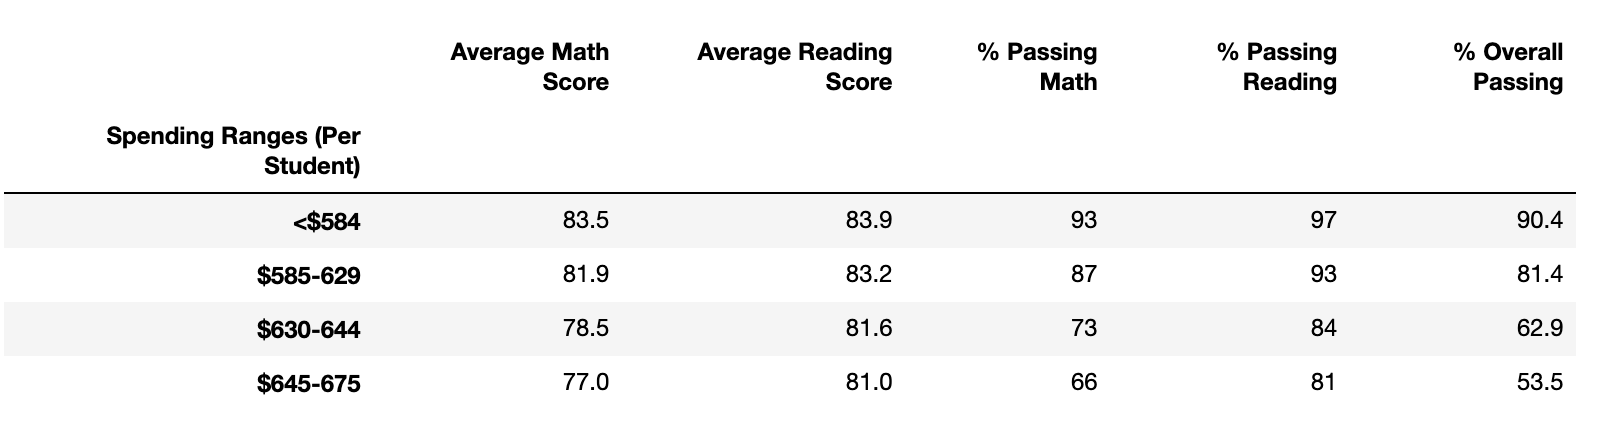 Average Math Score Average Reading Score % Passing Math % Passing Reading % Overall Passing
Spending Ranges (Per Student)
<$584 83.5 83.9 93 97 90.4
$585-629 81.9 83.2 87 93 81.4
$630-644 78.5 81.6 73 84 62.9
$645-675 77.0 81.0 66 81 53.5